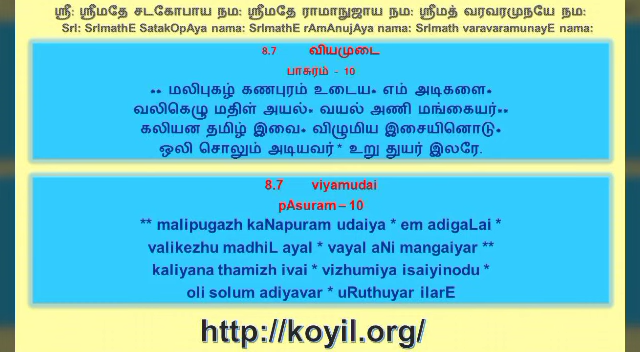 ஸ்ரீ: ஸ்ரீமதே சடகோபாய நம: ஸ்ரீமதே ராமாநுஜாய நம: ஸ்ரீமத் வரவரமுநயே நம:
SrI: SrImathE SatakOpAya nama: SrImathE rAmAnujAya nama: SrImath varavaramunayE nama:
8.7 வியமுடை
பாசுரம் - 10
** மலிபுகழ் கணபுரம் உடைய* எம் அடிகளை*
வலிகெழு மதிள் அயல்* வயல் அணி மங்கையர்**
கலியன தமிழ் இவை* விழுமிய இசையினொடு*
ஒலி சொலும் அடியவர்* உறு துயர் இலரே.
8.7 viyamudai
pAsuram – 10
** malipugazh kaNapuram udaiya * em adigaLai *
valikezhu madhiL ayal * vayal aNi mangaiyar **
kaliyana thamizh ivai * vizhumiya isaiyinodu *
oli solum adiyavar * uRuthuyar ilarE
http://koyil.org/